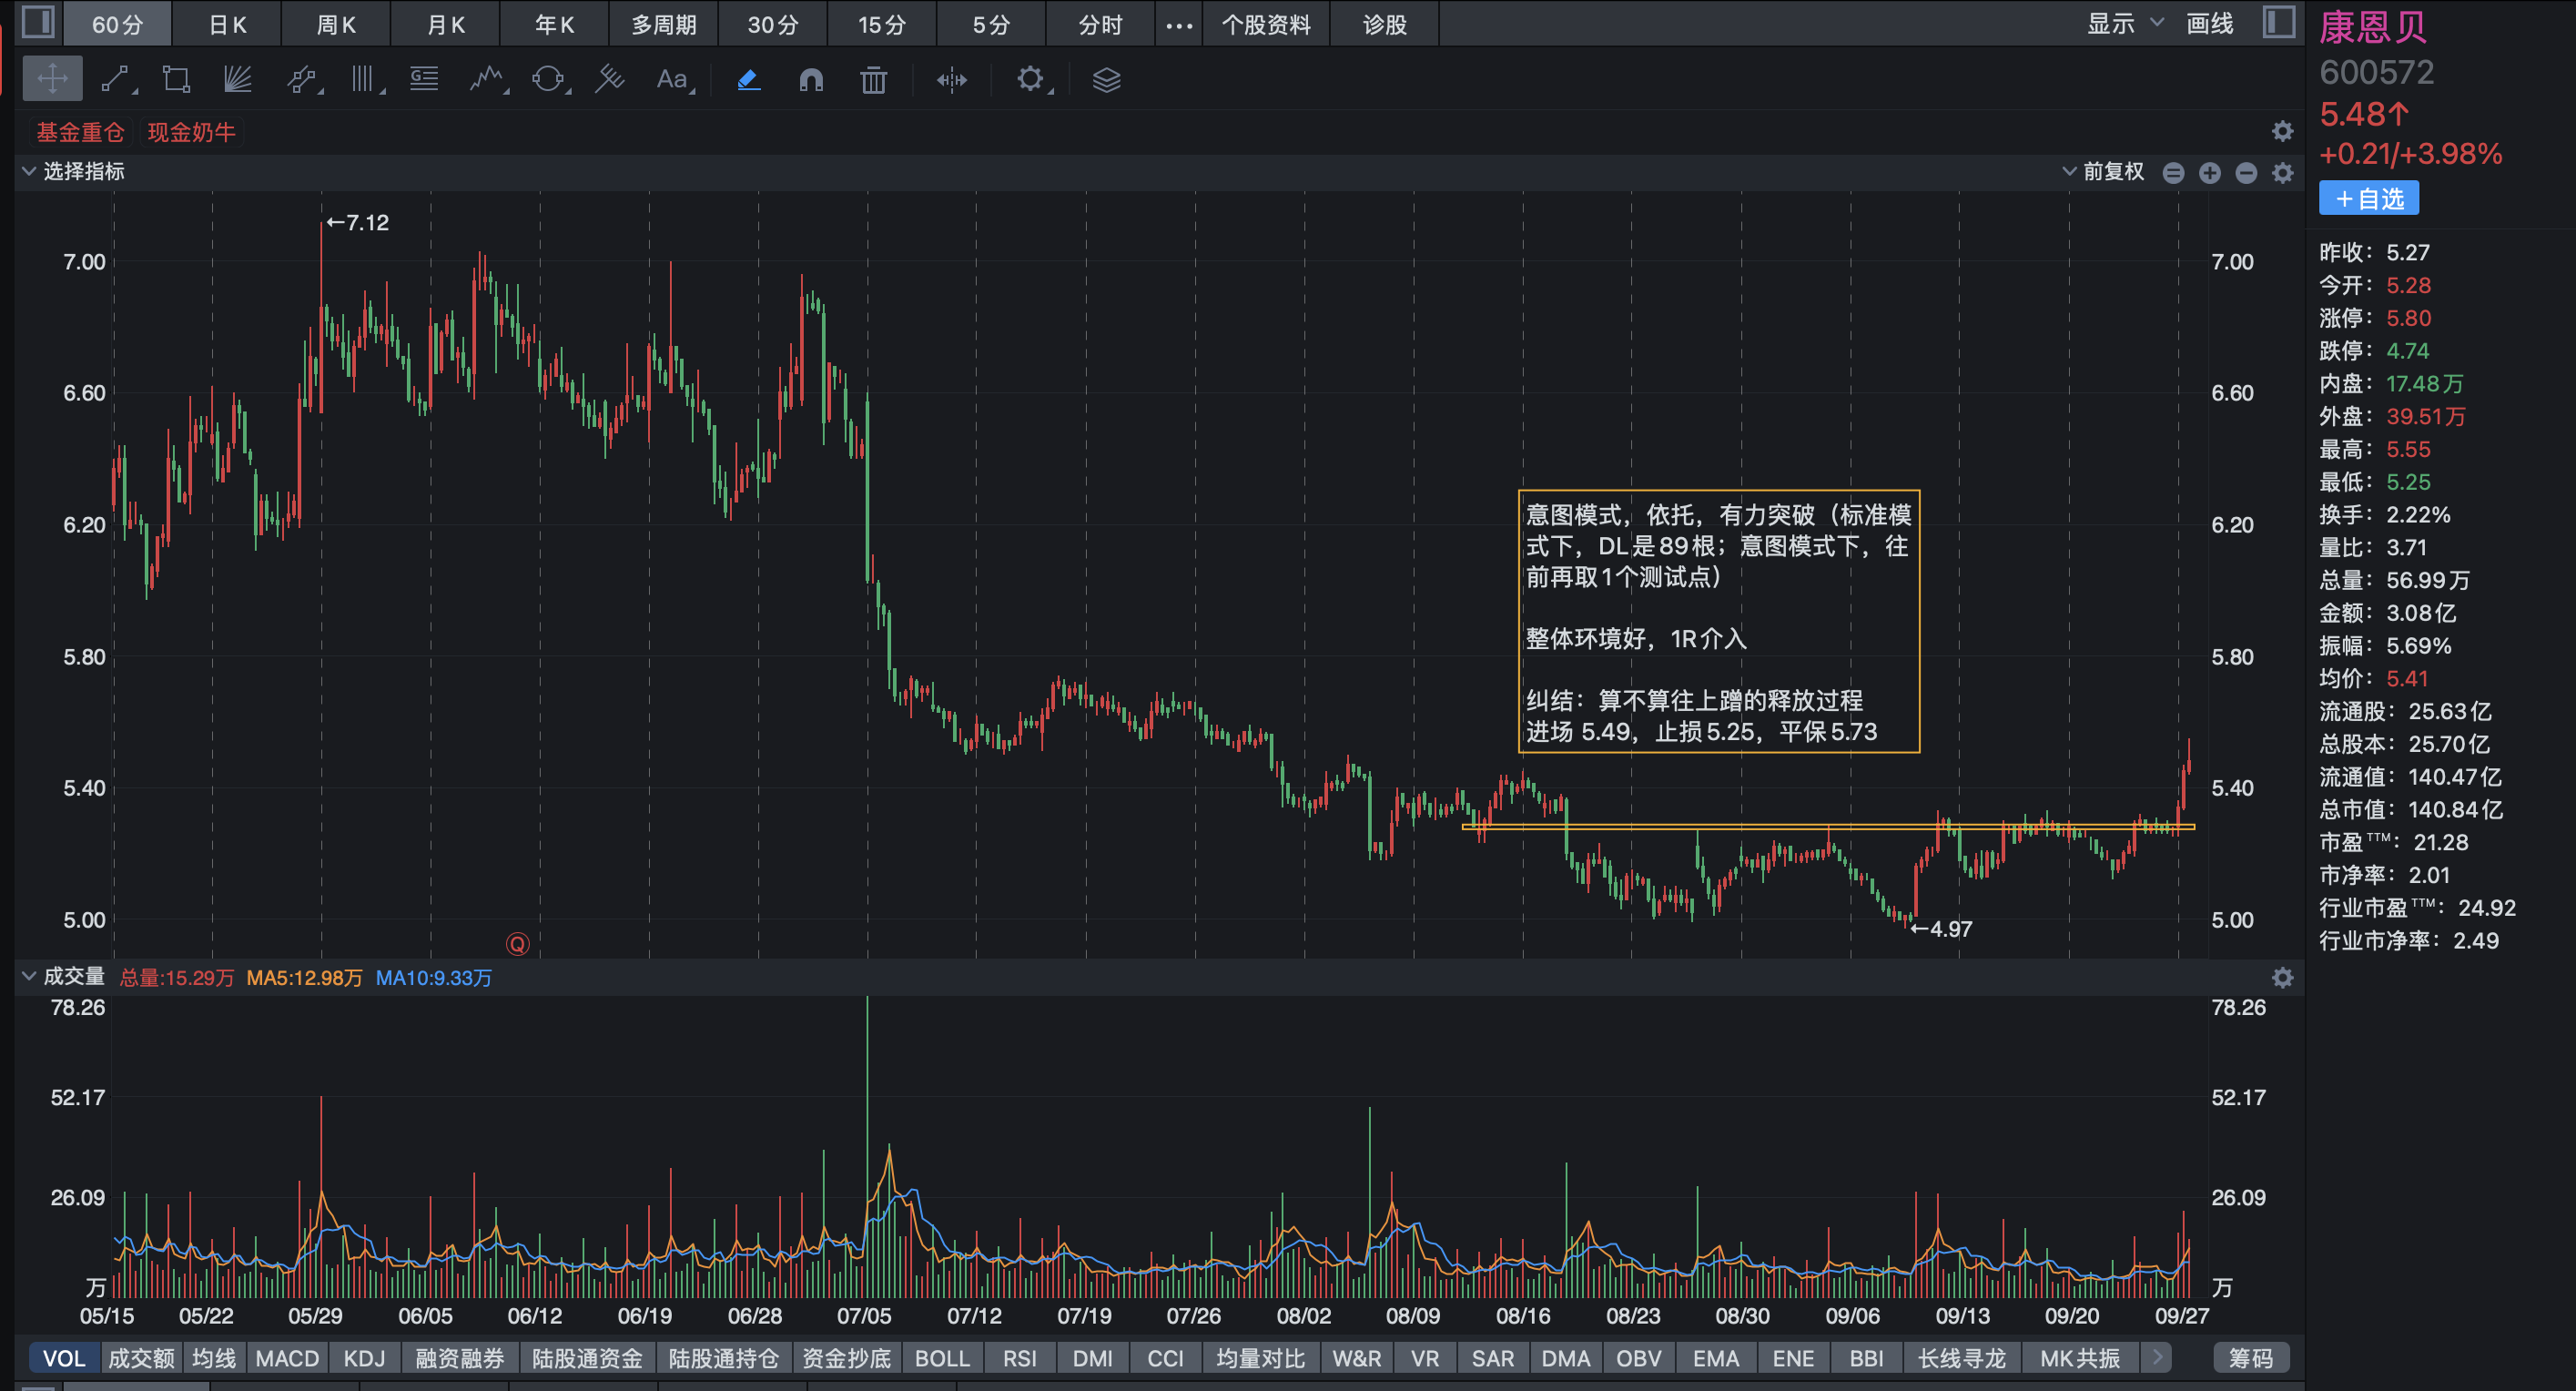 60分 日K 周K 月K 年K 多周期 30分 15分 5分 分时 ••• 个股资料 诊股 显示 画线
Aa
基金重仓 现金奶牛
选择指标 前复权
←7.12
7.00 7.00
6.60 6.60
6.20 6.20
5.80 5.80
5.40 5.40
5.00 5.00
意图模式，依托，有力突破（标准模
式下，DL是89根；意图模式下，往
前再取1个测试点）
整体环境好，1R介入
纠结：算不算往上蹭的释放过程
进场 5.49，止损5.25，平保5.73
←4.97
Q
成交量 总量:15.29万 MA5:12.98万 MA10:9.33万
78.26 78.26
52.17 52.17
26.09 26.09
万 万
05/15 05/22 05/29 06/05 06/12 06/19 06/28 07/05 07/12 07/19 07/26 08/02 08/09 08/16 08/23 08/30 09/06 09/13 09/20 09/27
VOL 成交额 均线 MACD KDJ 融资融券 陆股通资金 陆股通持仓 资金抄底 BOLL RSI DMI CCI 均量对比 W&R VR SAR DMA OBV EMA ENE BBI 长线寻龙 MK共振 筹码
康恩贝
600572
5.48↑
+0.21/+3.98%
＋自选
昨收：5.27
今开：5.28
涨停：5.80
跌停：4.74
内盘：17.48万
外盘：39.51万
最高：5.55
最低：5.25
换手：2.22%
量比：3.71
总量：56.99万
金额：3.08亿
振幅：5.69%
均价：5.41
流通股：25.63亿
总股本：25.70亿
流通值：140.47亿
总市值：140.84亿
市盈TTM：21.28
市净率：2.01
行业市盈TTM：24.92
行业市净率：2.49